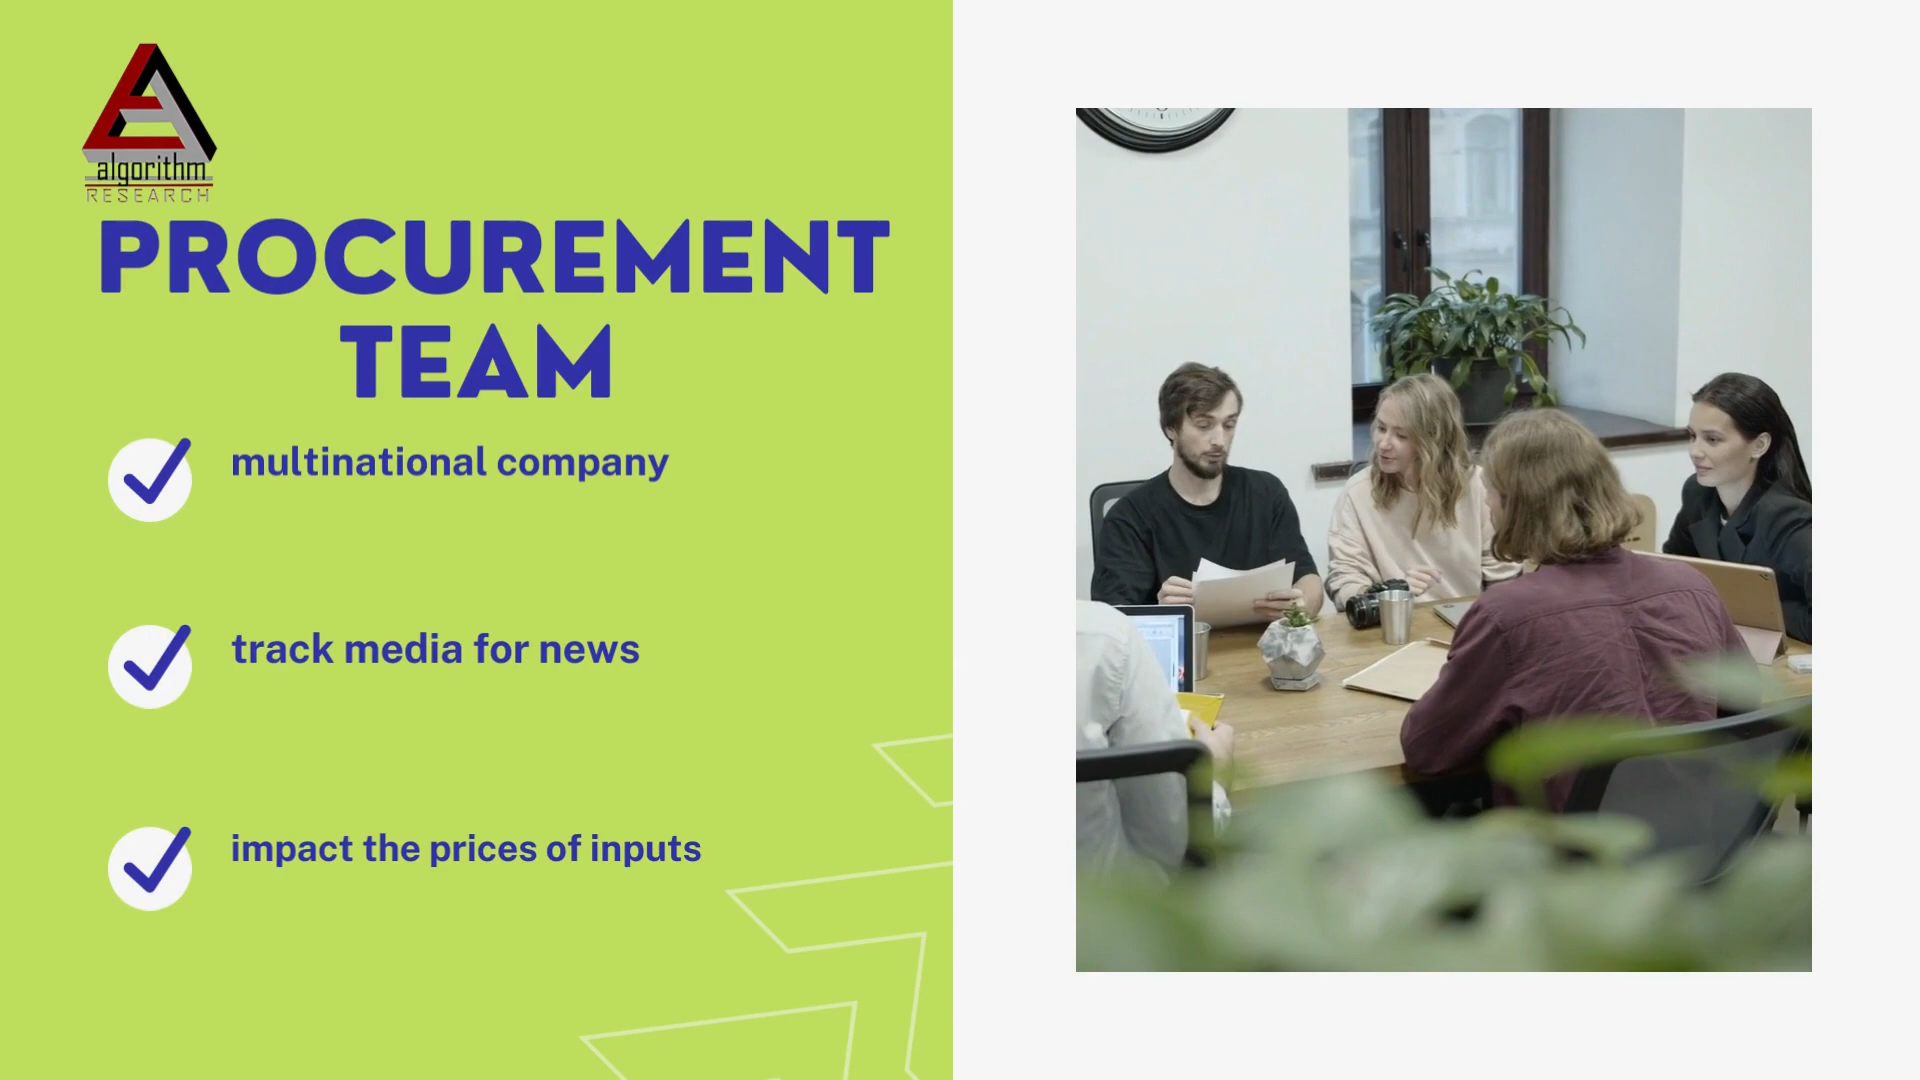 algorithm
RESEARCH
PROCUREMENT
TEAM
multinational company
track media for news
impact the prices of inputs